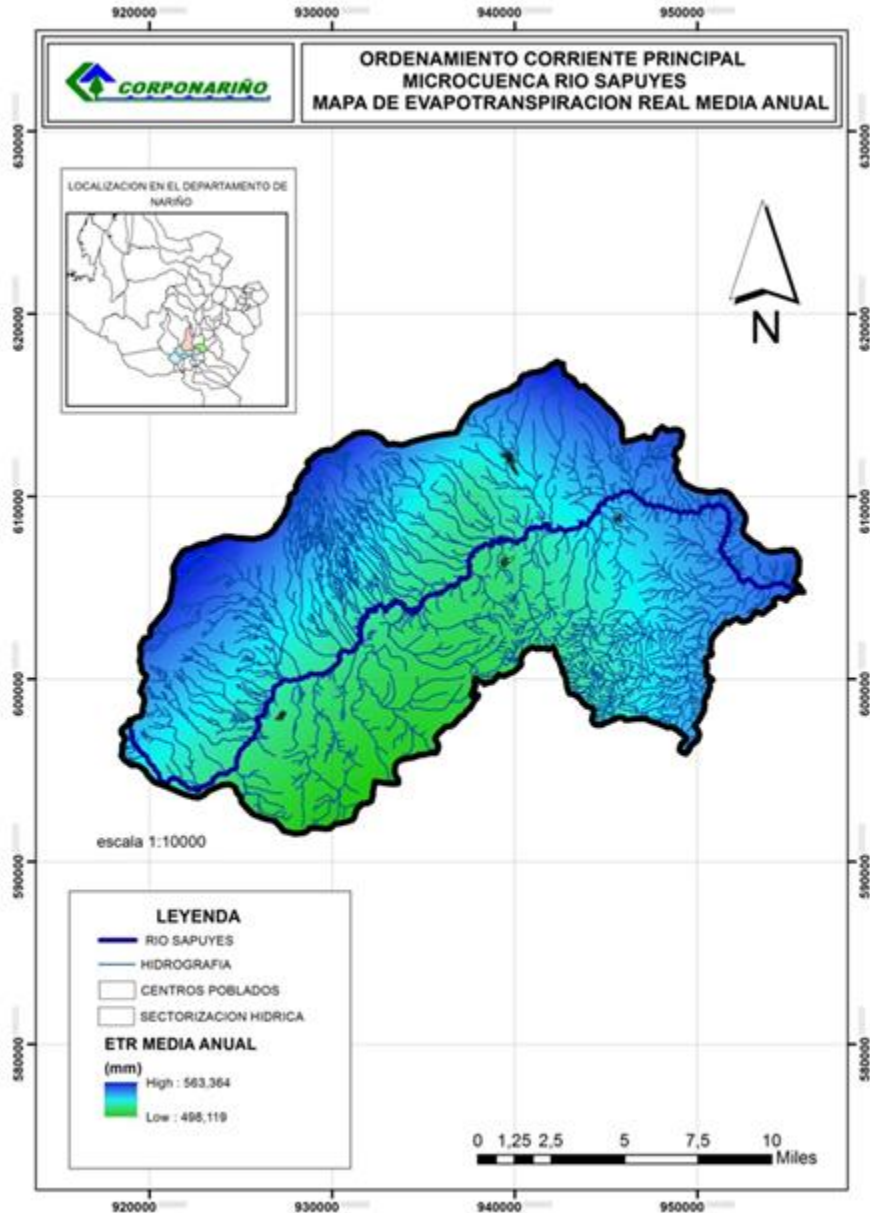 920000 930000 940000 950000
CORPONARIÑO
ORDENAMIENTO CORRIENTE PRINCIPAL
MICROCUENCA RIO SAPUYES
MAPA DE EVAPOTRANSPIRACION REAL MEDIA ANUAL
630000 630000
LOCALIZACION EN EL DEPARTAMENTO DE
NARIÑO
N
620000 620000
610000 610000
600000 600000
escala 1:10000
590000 590000
LEYENDA
RIO SAPUYES
HIDROGRAFIA
CENTROS POBLADOS
SECTORIZACION HIDRICA
ETR MEDIA ANUAL
(mm)
High : 563,364
Low : 498,119
580000 580000
0 1,25 2,5 5 7,5 10
Miles
920000 930000 940000 950000